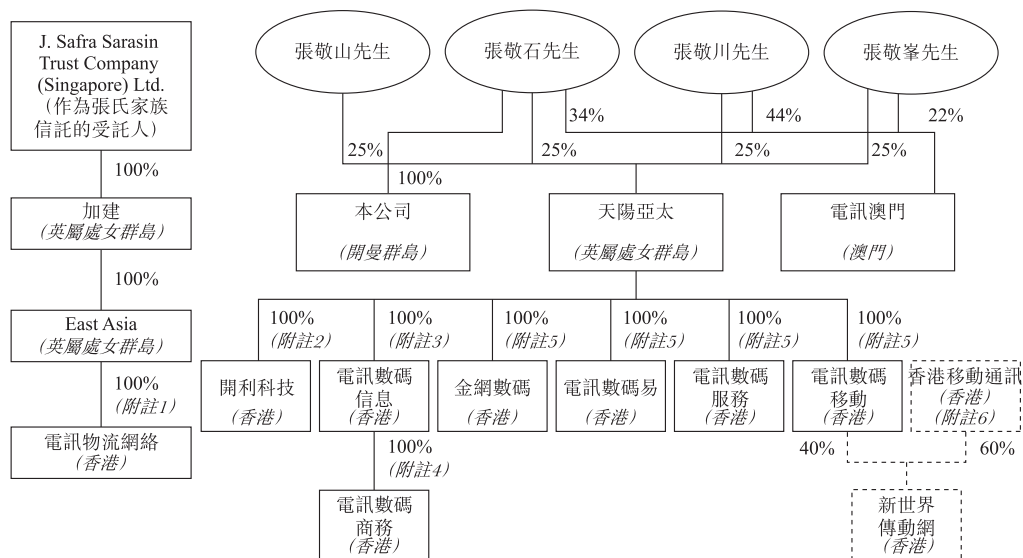 J. Safra Sarasin
Trust Company
(Singapore) Ltd.
（作為張氏家族
信託的受託人）
100%
加建
(英屬處女群島)
100%
East Asia
(英屬處女群島)
100%
(附註1)
電訊物流網絡
(香港)
張敬山先生
張敬石先生
張敬川先生
張敬峯先生
34%
44%
22%
25%
25%
25%
25%
100%
本公司
(開曼群島)
天陽亞太
(英屬處女群島)
電訊澳門
(澳門)
100%
(附註2)
100%
(附註3)
100%
(附註5)
100%
(附註5)
100%
(附註5)
100%
(附註5)
開利科技
(香港)
電訊數碼
信息
(香港)
金網數碼
(香港)
電訊數碼易
(香港)
電訊數碼
服務
(香港)
電訊數碼
移動
(香港)
香港移動通訊
(香港)
(附註6)
100%
(附註4)
40%
60%
電訊數碼
商務
(香港)
新世界
傳動網
(香港)